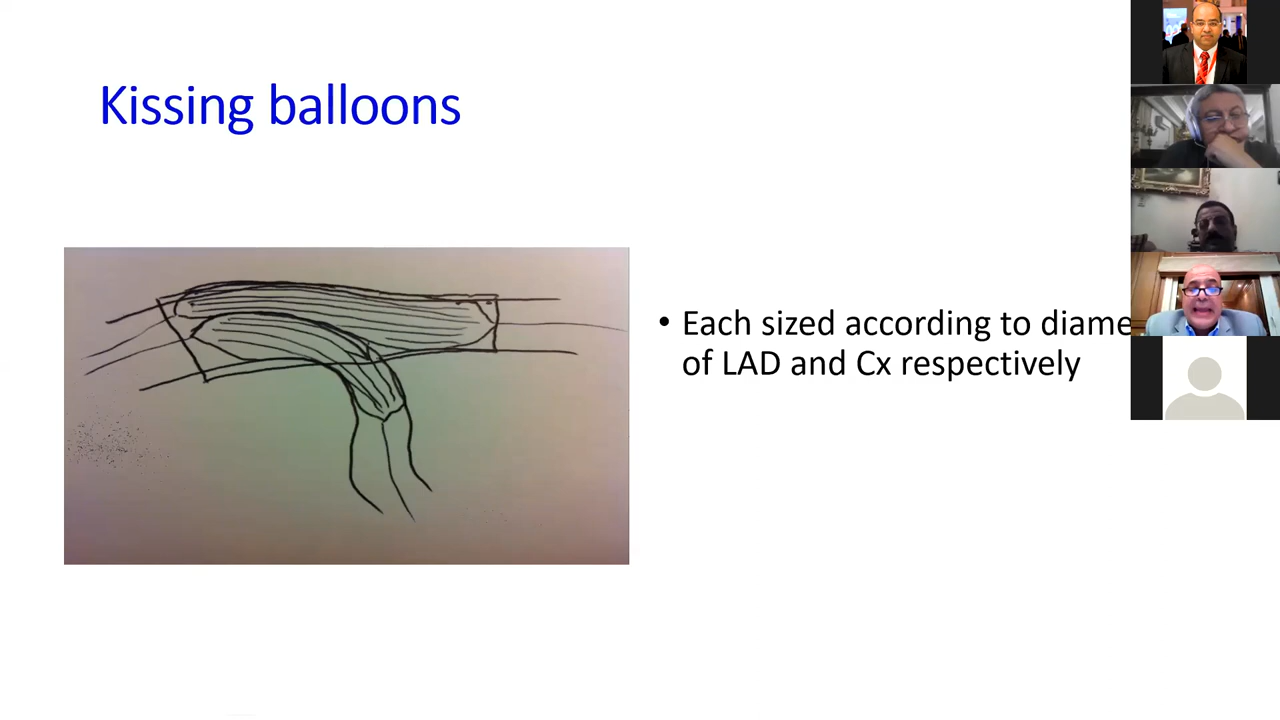 Kissing balloons
• Each sized according to diame
of LAD and Cx respectively